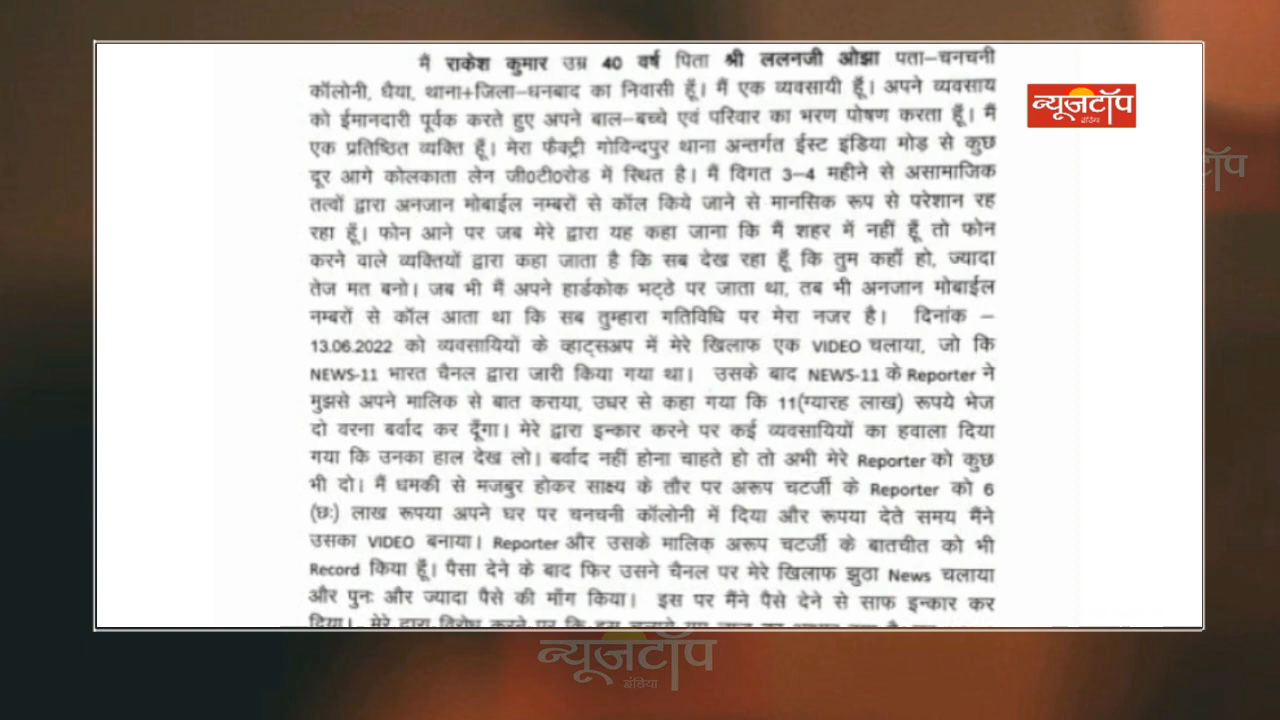 मैं राकेश कुमार उम्र 40 वर्ष पिता श्री ललनजी ओझा पता–चनचनी
कॉलोनी, धैया, थाना+जिला–धनबाद का निवासी हूँ। मैं एक व्यवसायी हूँ। अपने व्यवसाय
को ईमानदारी पूर्वक करते हुए अपने बाल–बच्चे एवं परिवार का भरण पोषण करता हूँ। मैं
एक प्रतिष्ठित व्यक्ति हूँ। मेरा फैक्ट्री गोविन्दपुर थाना अन्तर्गत ईस्ट इंडिया मोड़ से कुछ
दूर आगे कोलकाता लेन जी0टी0रोड में स्थित है। मैं विगत 3–4 महीने से असामाजिक
तत्वों द्वारा अनजान मोबाईल नम्बरों से कॉल किये जाने से मानसिक रूप से परेशान रह
रहा हूँ। फोन आने पर जब मेरे द्वारा यह कहा जाना कि मैं शहर में नहीं हूँ तो फोन
करने वाले व्यक्तियों द्वारा कहा जाता है कि सब देख रहा हूँ कि तुम कहाँ हो, ज्यादा
तेज मत बनो। जब भी मैं अपने हार्डकोक भट्ठे पर जाता था, तब भी अनजान मोबाईल
नम्बरों से कॉल आता था कि सब तुम्हारा गतिविधि पर मेरा नजर है। दिनांक –
13.06.2022 को व्यवसायियों के व्हाट्सअप में मेरे खिलाफ एक VIDEO चलाया, जो कि
NEWS-11 भारत चैनल द्वारा जारी किया गया था। उसके बाद NEWS-11 के Reporter ने
मुझसे अपने मालिक से बात कराया, उधर से कहा गया कि 11(ग्यारह लाख) रूपये भेज
दो वरना बर्वाद कर दूँगा। मेरे द्वारा इन्कार करने पर कई व्यवसायियों का हवाला दिया
गया कि उनका हाल देख लो। बर्वाद नहीं होना चाहते हो तो अभी मेरे Reporter को कुछ
भी दो। मैं धमकी से मजबुर होकर साक्ष्य के तौर पर अरूप चटर्जी के Reporter को 6
(छः) लाख रूपया अपने घर पर चनचनी कॉलोनी में दिया और रूपया देते समय मैंने
उसका VIDEO बनाया। Reporter और उसके मालिक् अरूप चटर्जी के बातचीत को भी
Record किया हूँ। पैसा देने के बाद फिर उसने चैनल पर मेरे खिलाफ झुठा News चलाया
और पुनः और ज्यादा पैसे की माँग किया। इस पर मैंने पैसे देने से साफ इन्कार कर
दिया। मेरे द्वारा विरोध करने पर कि
न्यूजटॉप
इंडिया
टॉप
न्यूजटॉप
इंडिया